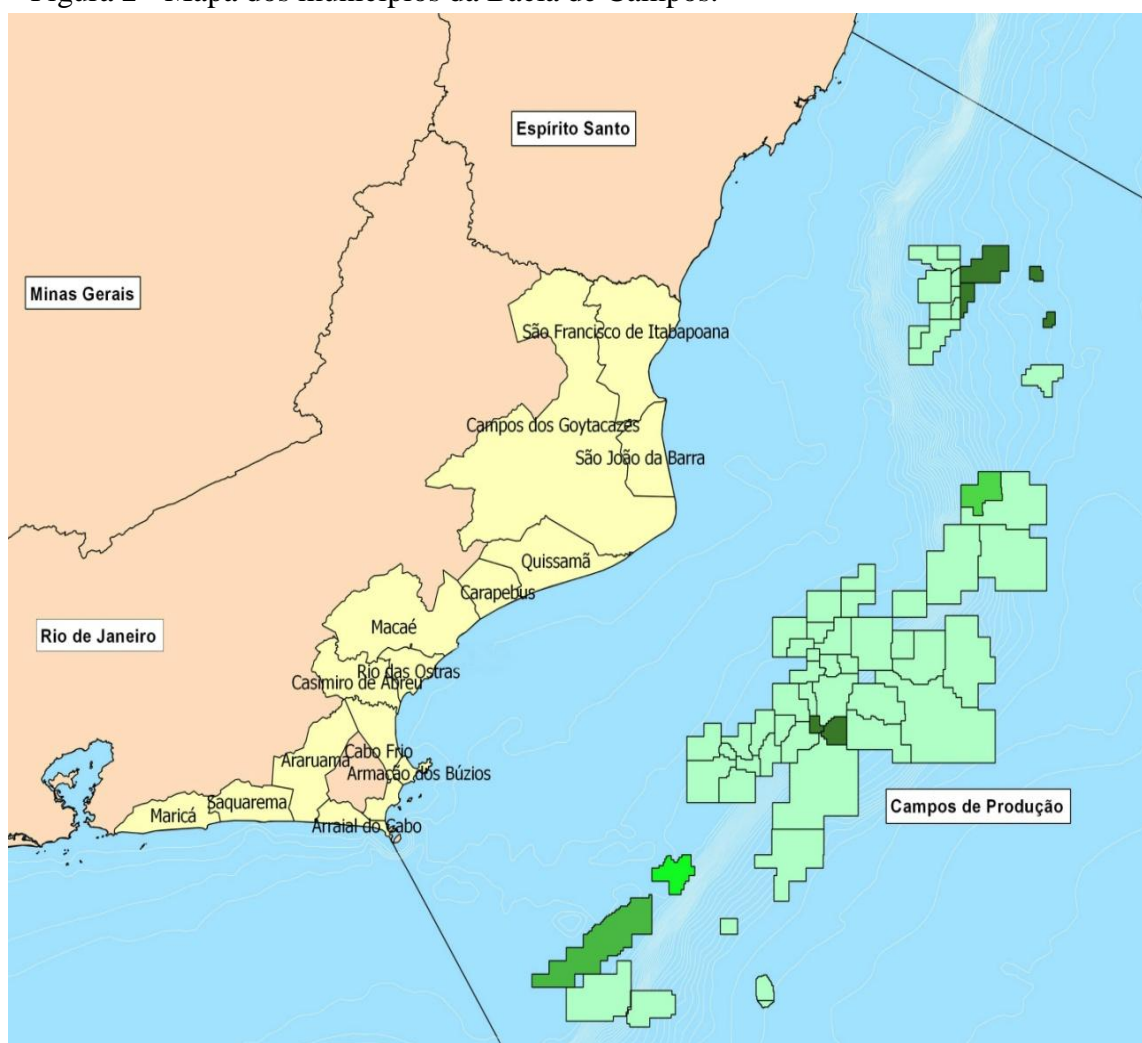 Figura 2 - Mapa dos municípios da Bacia de Campos.
Espírito Santo
Minas Gerais
São Francisco de Itabapoana
Campos dos Goytacazes
São João da Barra
Quissamã
Carapebus
Macaé
Rio de Janeiro
Rio das Ostras
Casimiro de Abreu
Cabo Frio
Araruama
Armação dos Búzios
Saquarema
Maricá
Arraial do Cabo
Campos de Produção